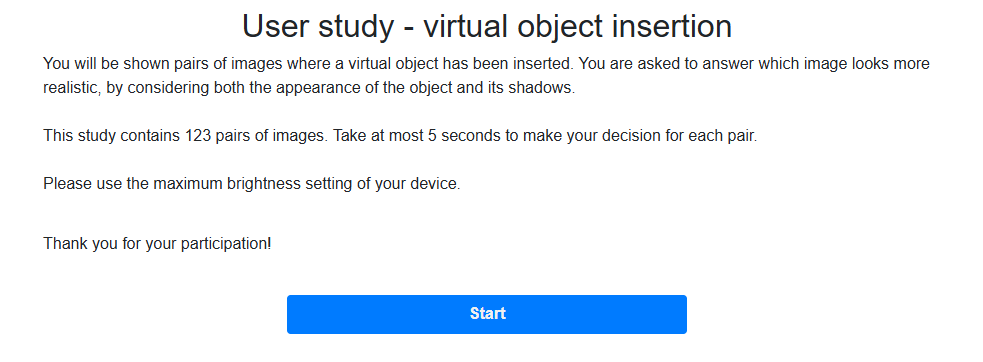 User study - virtual object insertion
You will be shown pairs of images where a virtual object has been inserted. You are asked to answer which image looks more
realistic, by considering both the appearance of the object and its shadows.
This study contains 123 pairs of images. Take at most 5 seconds to make your decision for each pair.
Please use the maximum brightness setting of your device.
Thank you for your participation!
Start